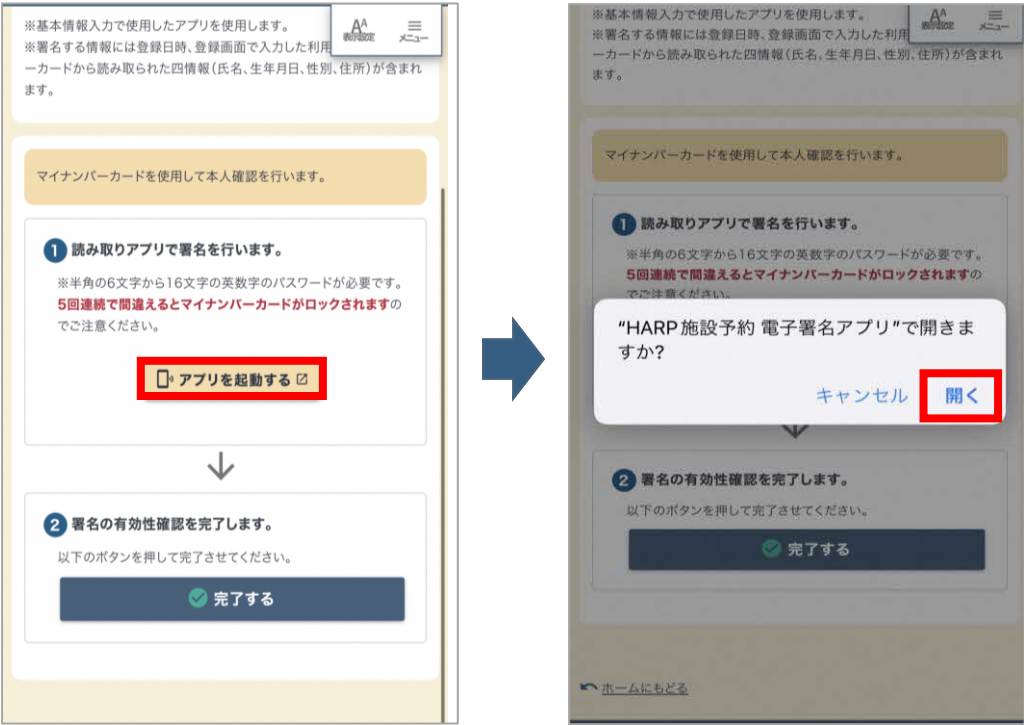 ※基本情報入力で使用したアプリを使用します。
※署名する情報には登録日時、登録画面で入力した利用
ーカードから読み取られた四情報(氏名、生年月日、性別、住所)が含まれ
ます。
AA
表示設定
メニュー
マイナンバーカードを使用して本人確認を行います。
1 読み取りアプリで署名を行います。
※半角の6文字から16文字の英数字のパスワードが必要です。
5回連続で間違えるとマイナンバーカードがロックされますの
でご注意ください。
アプリを起動する
2 署名の有効性確認を完了します。
以下のボタンを押して完了させてください。
完了する
※基本情報入力で使用したアプリを使用します。
※署名する情報には登録日時、登録画面で入力した利用
ーカードから読み取られた四情報(氏名、生年月日、性別、住所)が含まれ
ます。
AA
表示設定
メニュー
マイナンバーカードを使用して本人確認を行います。
1 読み取りアプリで署名を行います。
※半角の6文字から16文字の英数字のパスワードが必要です。
5回連続で間違えるとマイナンバーカードがロックされますの
でご注意ください。
“HARP施設予約 電子署名アプリ”で開きま
すか?
キャンセル
開く
2 署名の有効性確認を完了します。
以下のボタンを押して完了させてください。
完了する
ホームにもどる